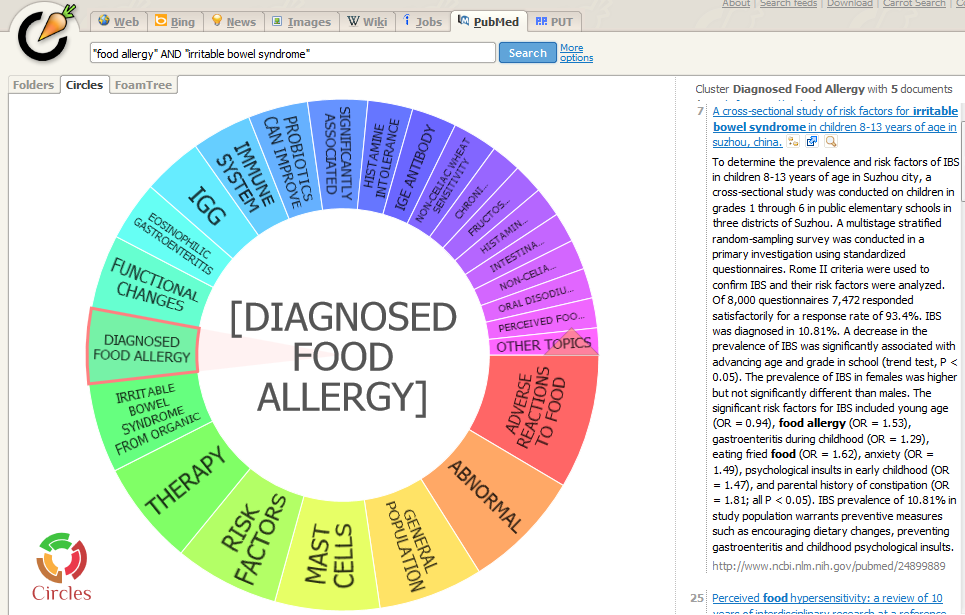 About | Search feeds | Download | Carrot Search |
Web
Bing
News
Images
Wiki
Jobs
PubMed
PUT
"food allergy" AND "irritable bowel syndrome"
Search
More
options
Folders
Circles
FoamTree
Cluster Diagnosed Food Allergy with 5 documents
SIGNIFICANTLY
ASSOCIATED
HISTAMINE
INTOLERANCE
IGE ANTIBODY
NON-CELIAC WHEAT
SENSITIVITY
CHRONI...
FRUCTOS...
HISTAMIN...
INTESTINA...
NON-CELIA...
ORAL DISODIU...
PERCEIVED FOO...
OTHER TOPICS
ADVERSE
REACTIONS
TO FOOD
ABNORMAL
GENERAL
POPULATION
MAST
CELLS
RISK
FACTORS
THERAPY
IRRITABLE
BOWEL
SYNDROME
FROM ORGANIC
DIAGNOSED
FOOD ALLERGY
FUNCTIONAL
CHANGES
EOSINOPHILIC
GASTROENTERITIS
IGG
IMMUNE
SYSTEM
PROBIOTICS
CAN IMPROVE
[DIAGNOSED
FOOD
ALLERGY]
Circles
7 A cross-sectional study of risk factors for irritable
bowel syndrome in children 8-13 years of age in
suzhou, china.
To determine the prevalence and risk factors of IBS
in children 8-13 years of age in Suzhou city, a
cross-sectional study was conducted on children in
grades 1 through 6 in public elementary schools in
three districts of Suzhou. A multistage stratified
random-sampling survey was conducted in a
primary investigation using standardized
questionnaires. Rome II criteria were used to
confirm IBS and their risk factors were analyzed.
Of 8,000 questionnaires 7,472 responded
satisfactorily for a response rate of 93.4%. IBS
was diagnosed in 10.81%. A decrease in the
prevalence of IBS was significantly associated with
advancing age and grade in school (trend test, P <
0.05). The prevalence of IBS in females was higher
but not significantly different than males. The
significant risk factors for IBS included young age
(OR = 0.94), food allergy (OR = 1.53),
gastroenteritis during childhood (OR = 1.29),
eating fried food (OR = 1.62), anxiety (OR =
1.49), psychological insults in early childhood (OR
= 1.47), and parental history of constipation (OR
= 1.81; all P < 0.05). IBS prevalence of 10.81% in
study population warrants preventive measures
such as encouraging dietary changes, preventing
gastroenteritis and childhood psychological insults.
http://www.ncbi.nlm.nih.gov/pubmed/24899889
25 Perceived food hypersensitivity: a review of 10
years of interdisciplinary research at a reference